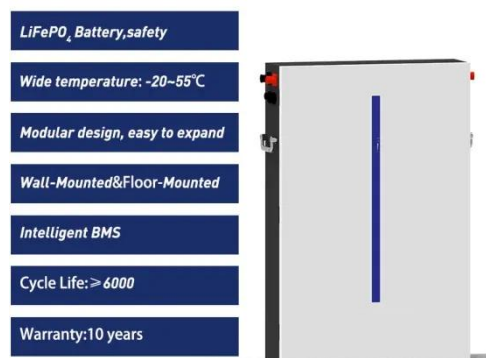 LiFePO₄ Battery,safety
Wide temperature: -20~55℃
Modular design, easy to expand
Wall-Mounted&Floor-Mounted
Intelligent BMS
Cycle Life:≥6000
Warranty:10 years